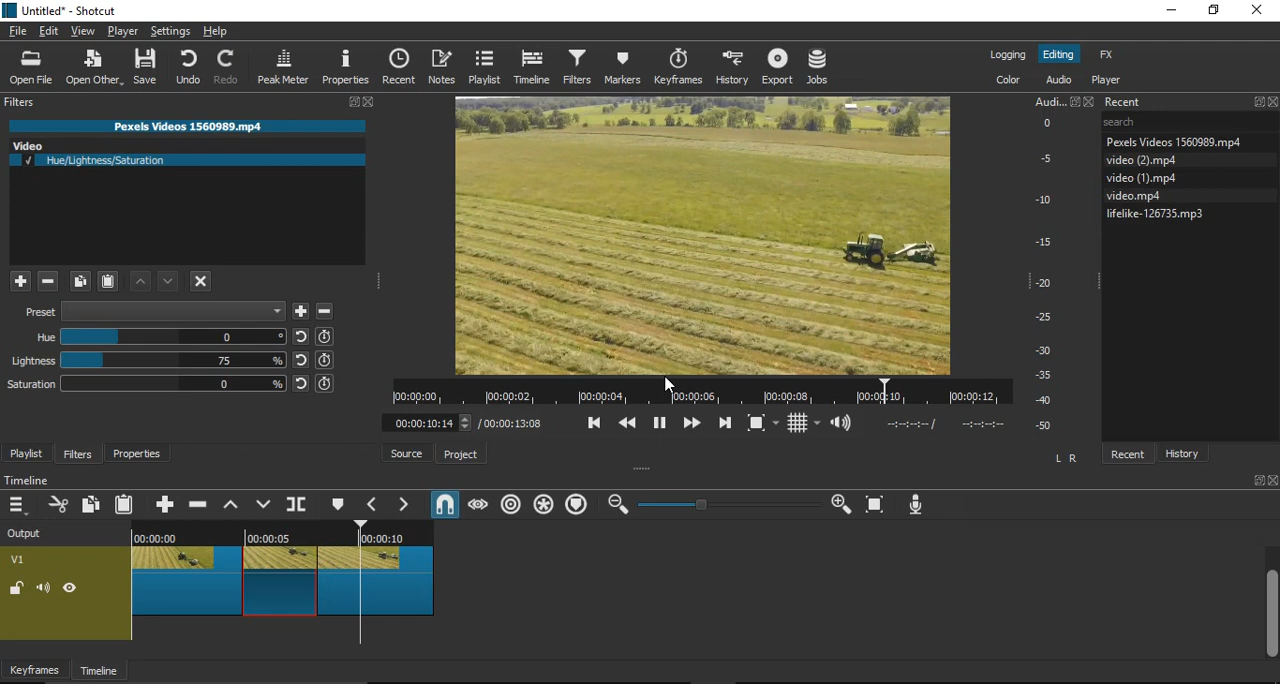 Untitled* - Shotcut
File Edit View Player Settings Help
Open File Open Other Save Undo Redo Peak Meter Properties Recent Notes Playlist Timeline Filters Markers Keyframes History Export Jobs
Logging Editing FX
Color Audio Player
Filters
Pexels Videos 1560989.mp4
Video
✓ Hue/Lightness/Saturation
Preset
Hue 0 °
Lightness 75 %
Saturation 0 %
Playlist Filters Properties
00:00:00 00:00:02 00:00:04 00:00:06 00:00:08 00:00:10 00:00:12
00:00:10:14 / 00:00:13:08
--:--:--:-- / --:--:--:--
Source Project
Audi...
0
-5
-10
-15
-20
-25
-30
-35
-40
-50
L R
Recent
search
Pexels Videos 1560989.mp4
video (2).mp4
video (1).mp4
video.mp4
lifelike-126735.mp3
Recent History
Timeline
Output
00:00:00 00:00:05 00:00:10
V1
Keyframes Timeline